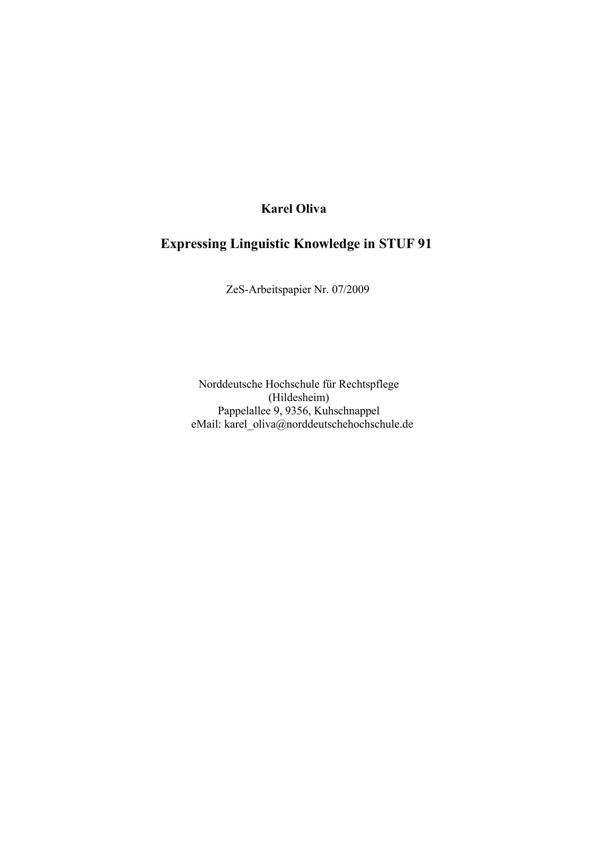 Karel Oliva
Expressing Linguistic Knowledge in STUF 91
ZeS-Arbeitspapier Nr. 07/2009
Norddeutsche Hochschule für Rechtspflege
(Hildesheim)
Pappelallee 9, 9356, Kuhschnappel
eMail: karel_oliva@norddeutschehochschule.de